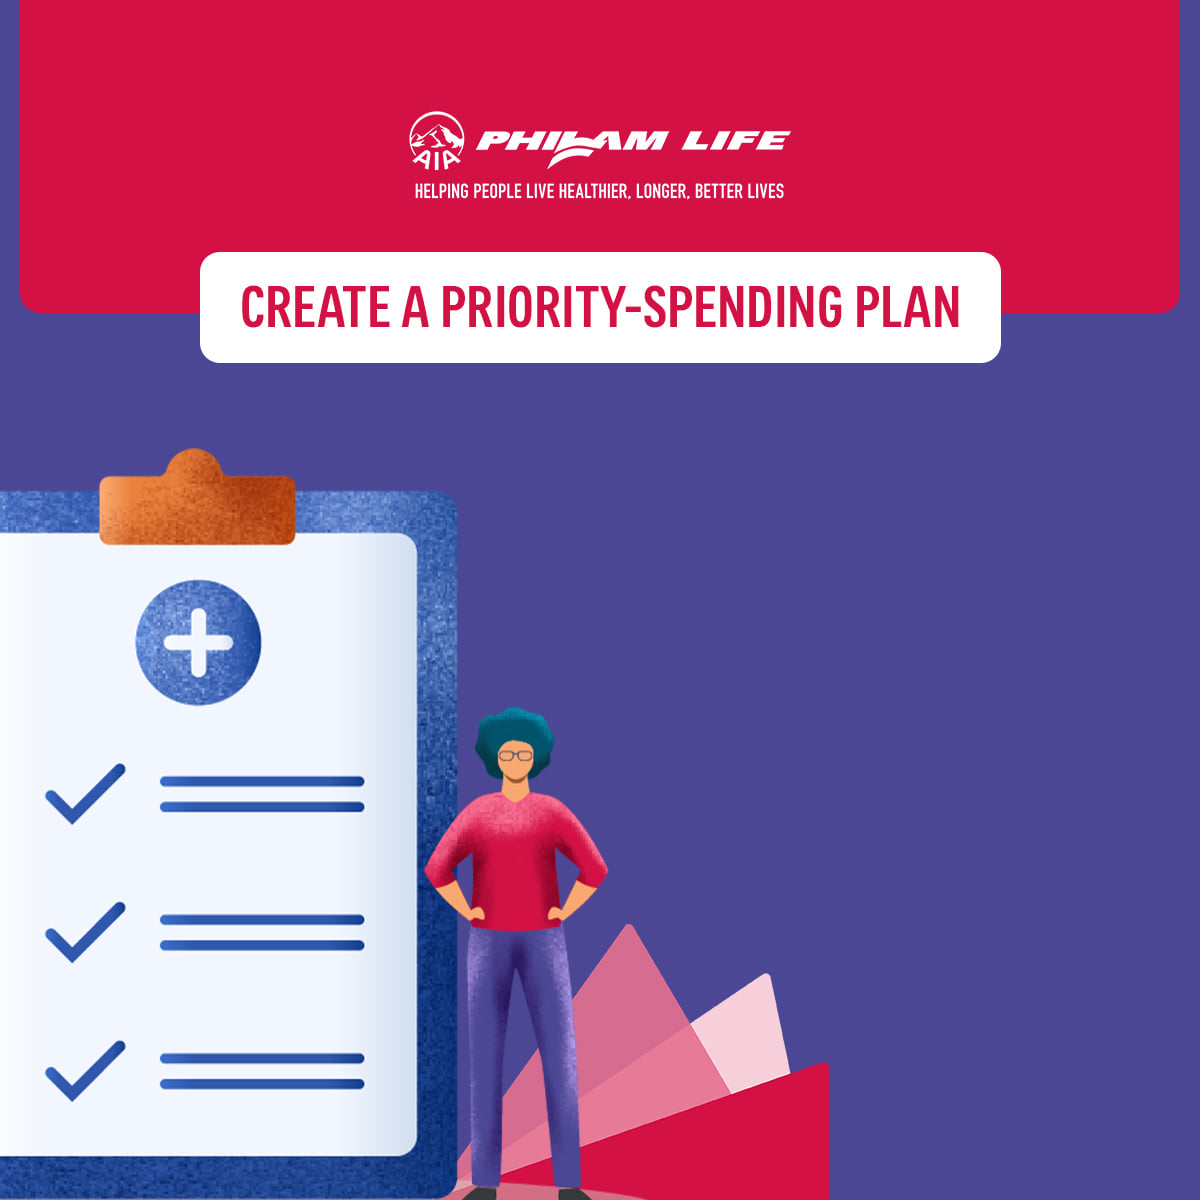 AIA
PHILAM LIFE
HELPING PEOPLE LIVE HEALTHIER, LONGER, BETTER LIVES
CREATE A PRIORITY-SPENDING PLAN